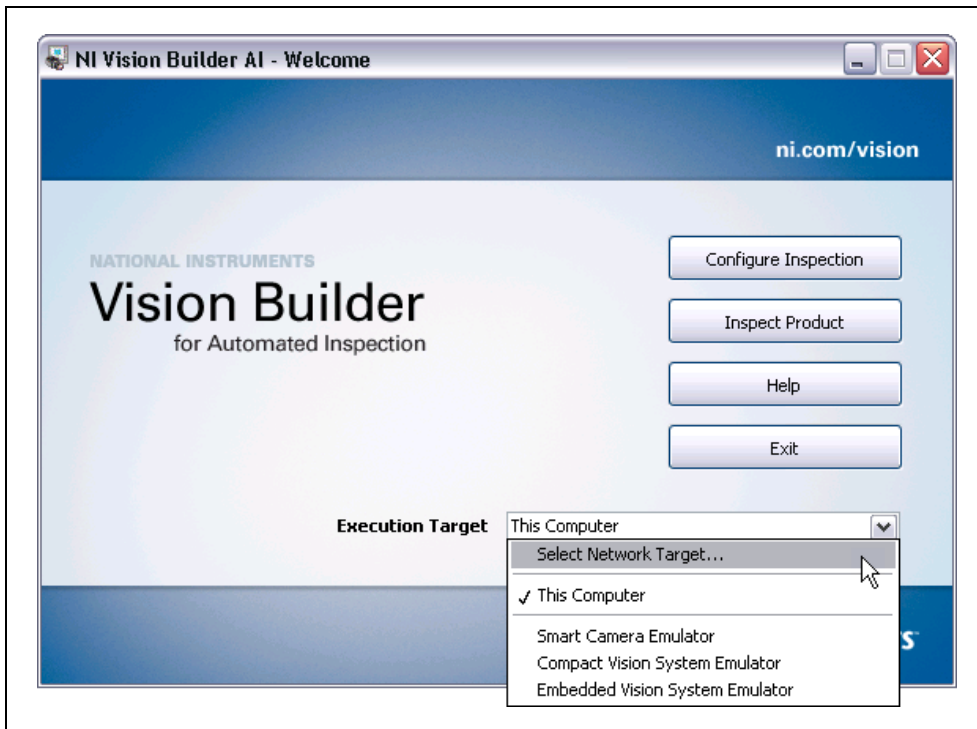 NI Vision Builder AI - Welcome
ni.com/vision
NATIONAL INSTRUMENTS
Vision Builder
for Automated Inspection
Configure Inspection
Inspect Product
Help
Exit
Execution Target
This Computer
Select Network Target...
This Computer
Smart Camera Emulator
Compact Vision System Emulator
Embedded Vision System Emulator